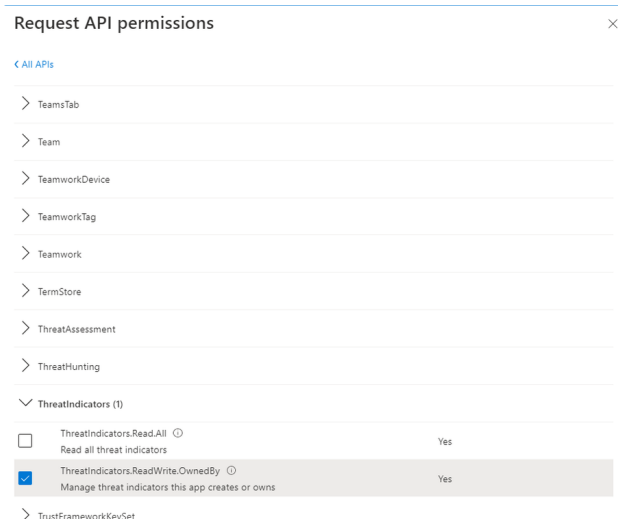 Request API permissions
All APIs
TeamsTab
Team
TeamworkDevice
TeamworkTag
Teamwork
TermStore
ThreatAssessment
ThreatHunting
ThreatIndicators (1)
ThreatIndicators.Read.All
Read all threat indicators
Yes
ThreatIndicators.ReadWrite.OwnedBy
Manage threat indicators this app creates or owns
Yes
TrustFrameworkKeySet